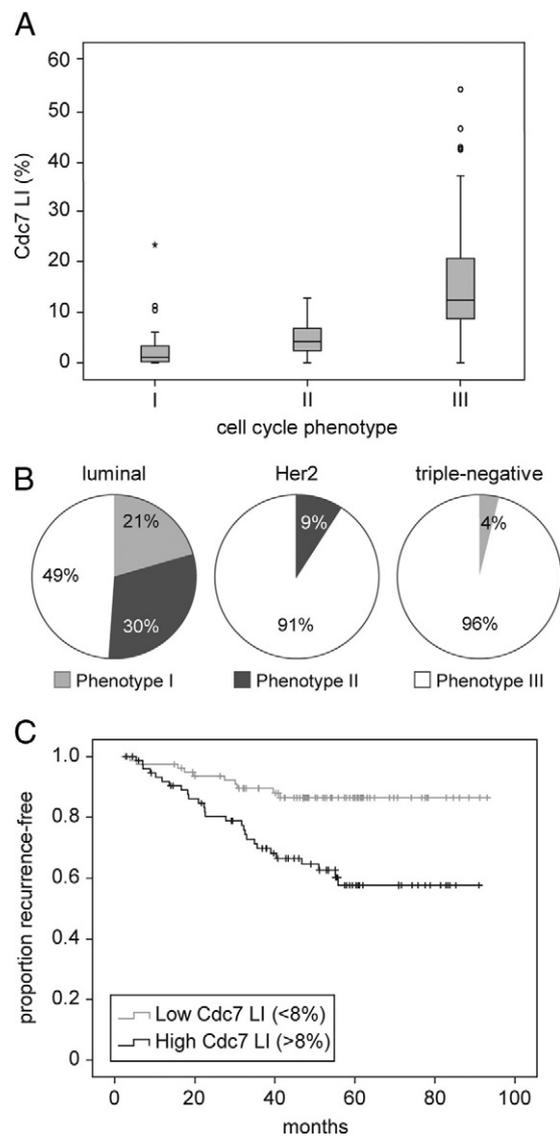 A
60
50
40
30
20
10
0
Cdc7 LI (%)
I II III
cell cycle phenotype
B
luminal Her2 triple-negative
21% 49% 30%
9% 91%
4% 96%
Phenotype I Phenotype II Phenotype III
C
1.0
0.8
0.6
0.4
0.2
0
proportion recurrence-free
Low Cdc7 LI (<8%)
High Cdc7 LI (>8%)
0 20 40 60 80 100
months